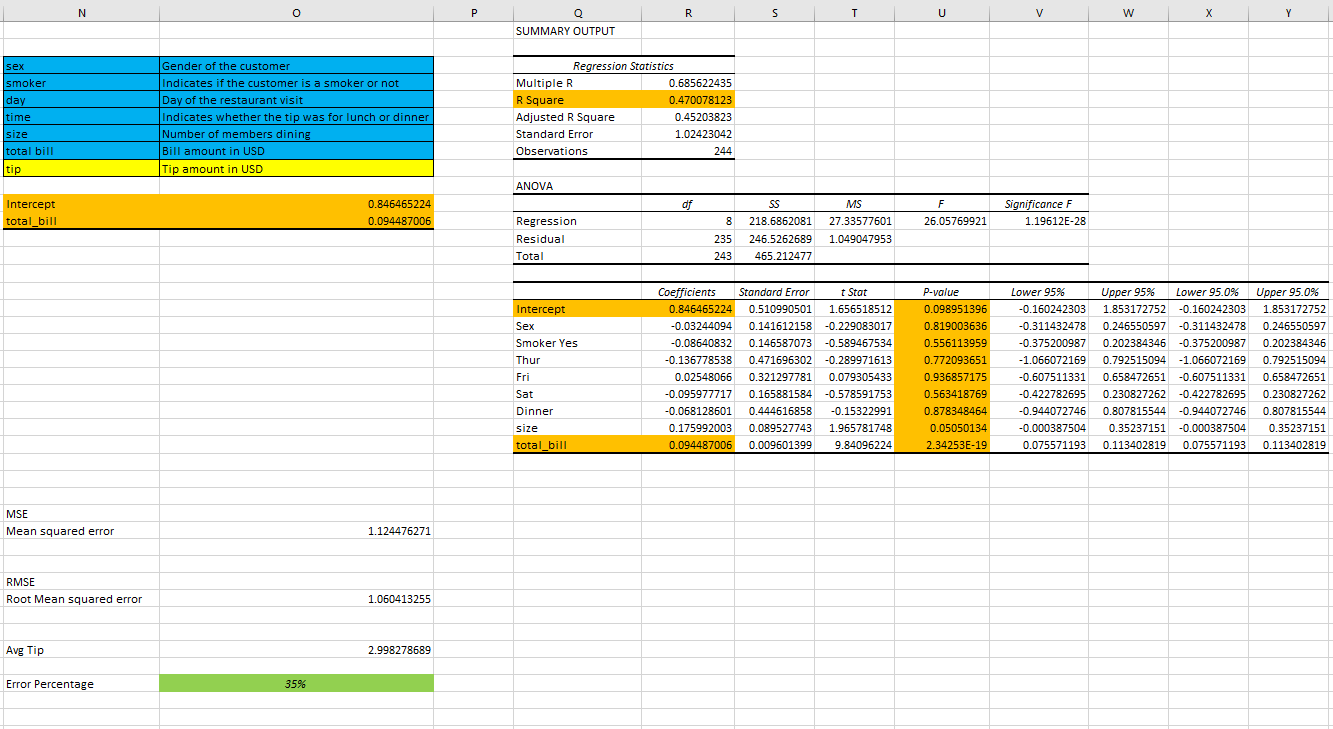 N O P Q R S T U V W X Y
SUMMARY OUTPUT
sex Gender of the customer
smoker Indicates if the customer is a smoker or not
day Day of the restaurant visit
time Indicates whether the tip was for lunch or dinner
size Number of members dining
total bill Bill amount in USD
tip Tip amount in USD
Intercept 0.846465224
total_bill 0.094487006
Regression Statistics
Multiple R 0.685622435
R Square 0.470078123
Adjusted R Square 0.45203823
Standard Error 1.02423042
Observations 244
ANOVA
df SS MS F Significance F
Regression 8 218.6862081 27.33577601 26.05769921 1.19612E-28
Residual 235 246.5262689 1.049047953
Total 243 465.212477
Coefficients Standard Error t Stat P-value Lower 95% Upper 95% Lower 95.0% Upper 95.0%
Intercept 0.846465224 0.510990501 1.656518512 0.098951396 -0.160242303 1.853172752 -0.160242303 1.853172752
Sex -0.03244094 0.141612158 -0.229083017 0.819003636 -0.311432478 0.246550597 -0.311432478 0.246550597
Smoker Yes -0.08640832 0.146587073 -0.589467534 0.556113959 -0.375200987 0.202384346 -0.375200987 0.202384346
Thur -0.136778538 0.471696302 -0.289971613 0.772093651 -1.066072169 0.792515094 -1.066072169 0.792515094
Fri 0.02548066 0.321297781 0.079305433 0.936857175 -0.607511331 0.658472651 -0.607511331 0.658472651
Sat -0.095977717 0.165881584 -0.578591753 0.563418769 -0.422782695 0.230827262 -0.422782695 0.230827262
Dinner -0.068128601 0.444616858 -0.15322991 0.878348464 -0.944072746 0.807815544 -0.944072746 0.807815544
size 0.175992003 0.089527743 1.965781748 0.05050134 -0.000387504 0.35237151 -0.000387504 0.35237151
total_bill 0.094487006 0.009601399 9.84096224 2.34253E-19 0.075571193 0.113402819 0.075571193 0.113402819
MSE
Mean squared error 1.124476271
RMSE
Root Mean squared error 1.060413255
Avg Tip 2.998278689
Error Percentage 35%